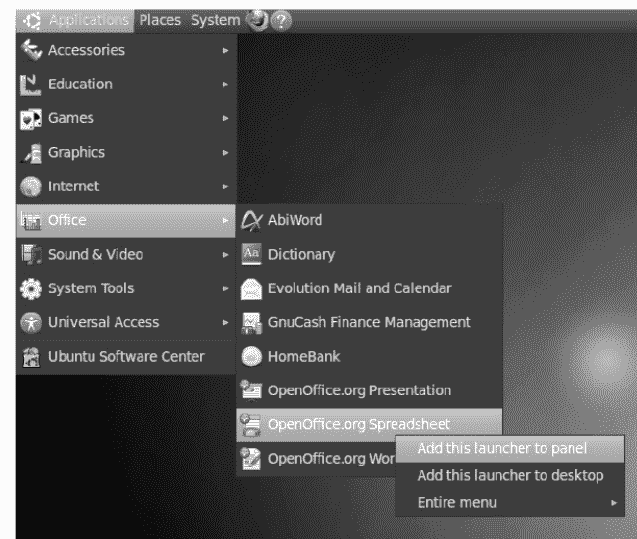 Applications Places System
Accessories
Education
Games
Graphics
Internet
Office
Sound & Video
System Tools
Universal Access
Ubuntu Software Center
AbiWord
Aa Dictionary
Evolution Mail and Calendar
GnuCash Finance Management
HomeBank
OpenOffice.org Presentation
OpenOffice.org Spreadsheet
OpenOffice.org Wor
Add this launcher to panel
Add this launcher to desktop
Entire menu